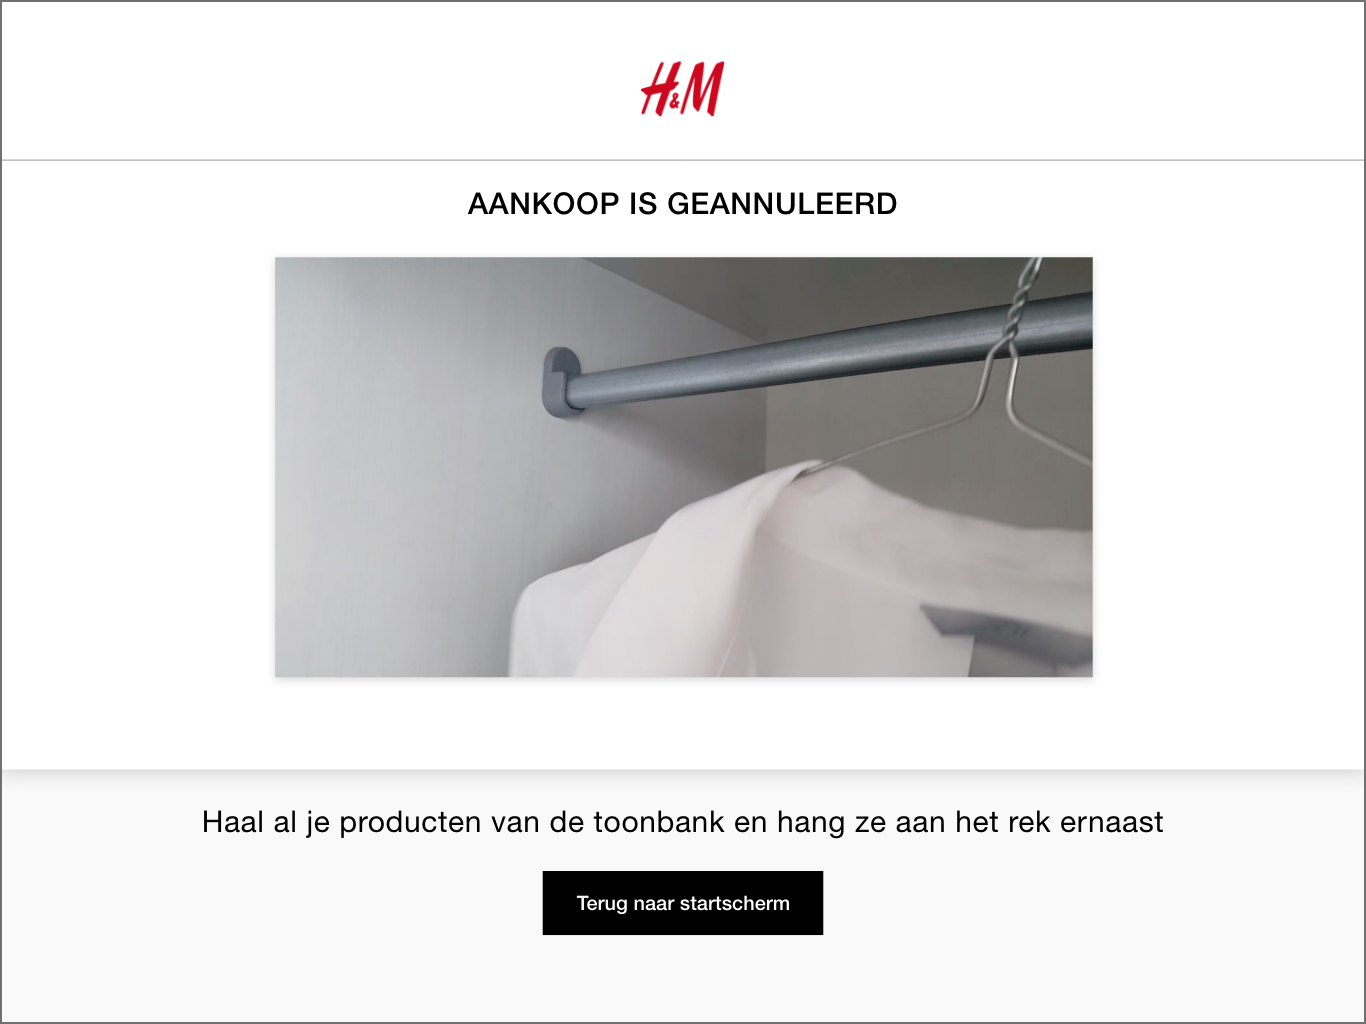 H&M
AANKOOP IS GEANNULEERD
Haal al je producten van de toonbank en hang ze aan het rek ernaast
Terug naar startscherm